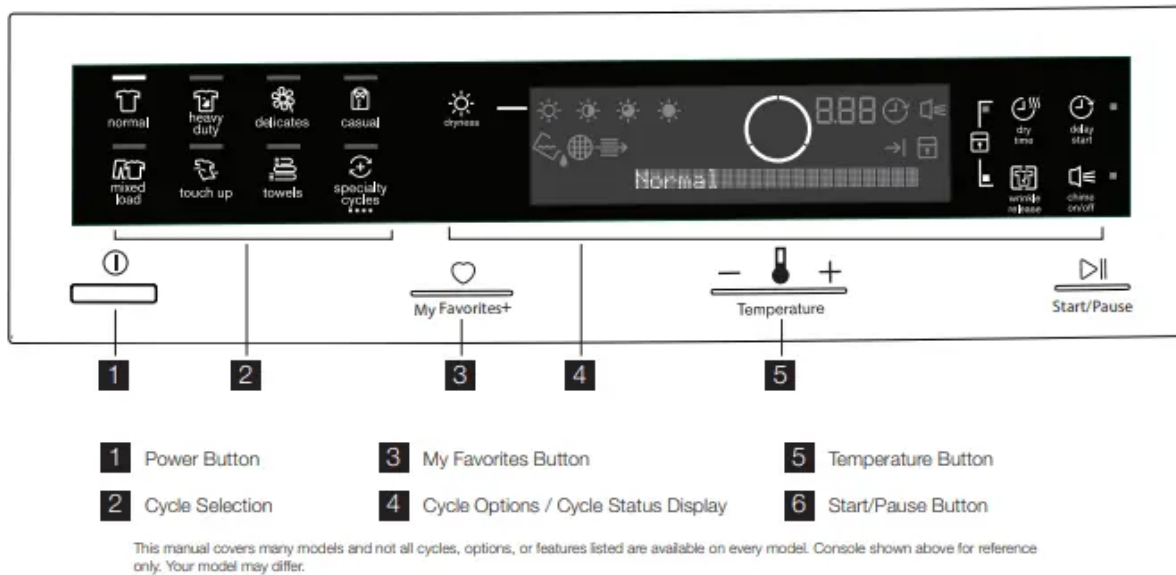 normal
heavy
duty
delicates
casual
dryness
8.88
dry
time
delay
start
mixed
load
touch up
towels
specialty
cycles
Normal
wrinkle
release
chime
on/off
My Favorites+
− +
Temperature
Start/Pause
1 2 3 4 5
1 Power Button
3 My Favorites Button
5 Temperature Button
2 Cycle Selection
4 Cycle Options / Cycle Status Display
6 Start/Pause Button
This manual covers many models and not all cycles, options, or features listed are available on every model. Console shown above for reference
only. Your model may differ.